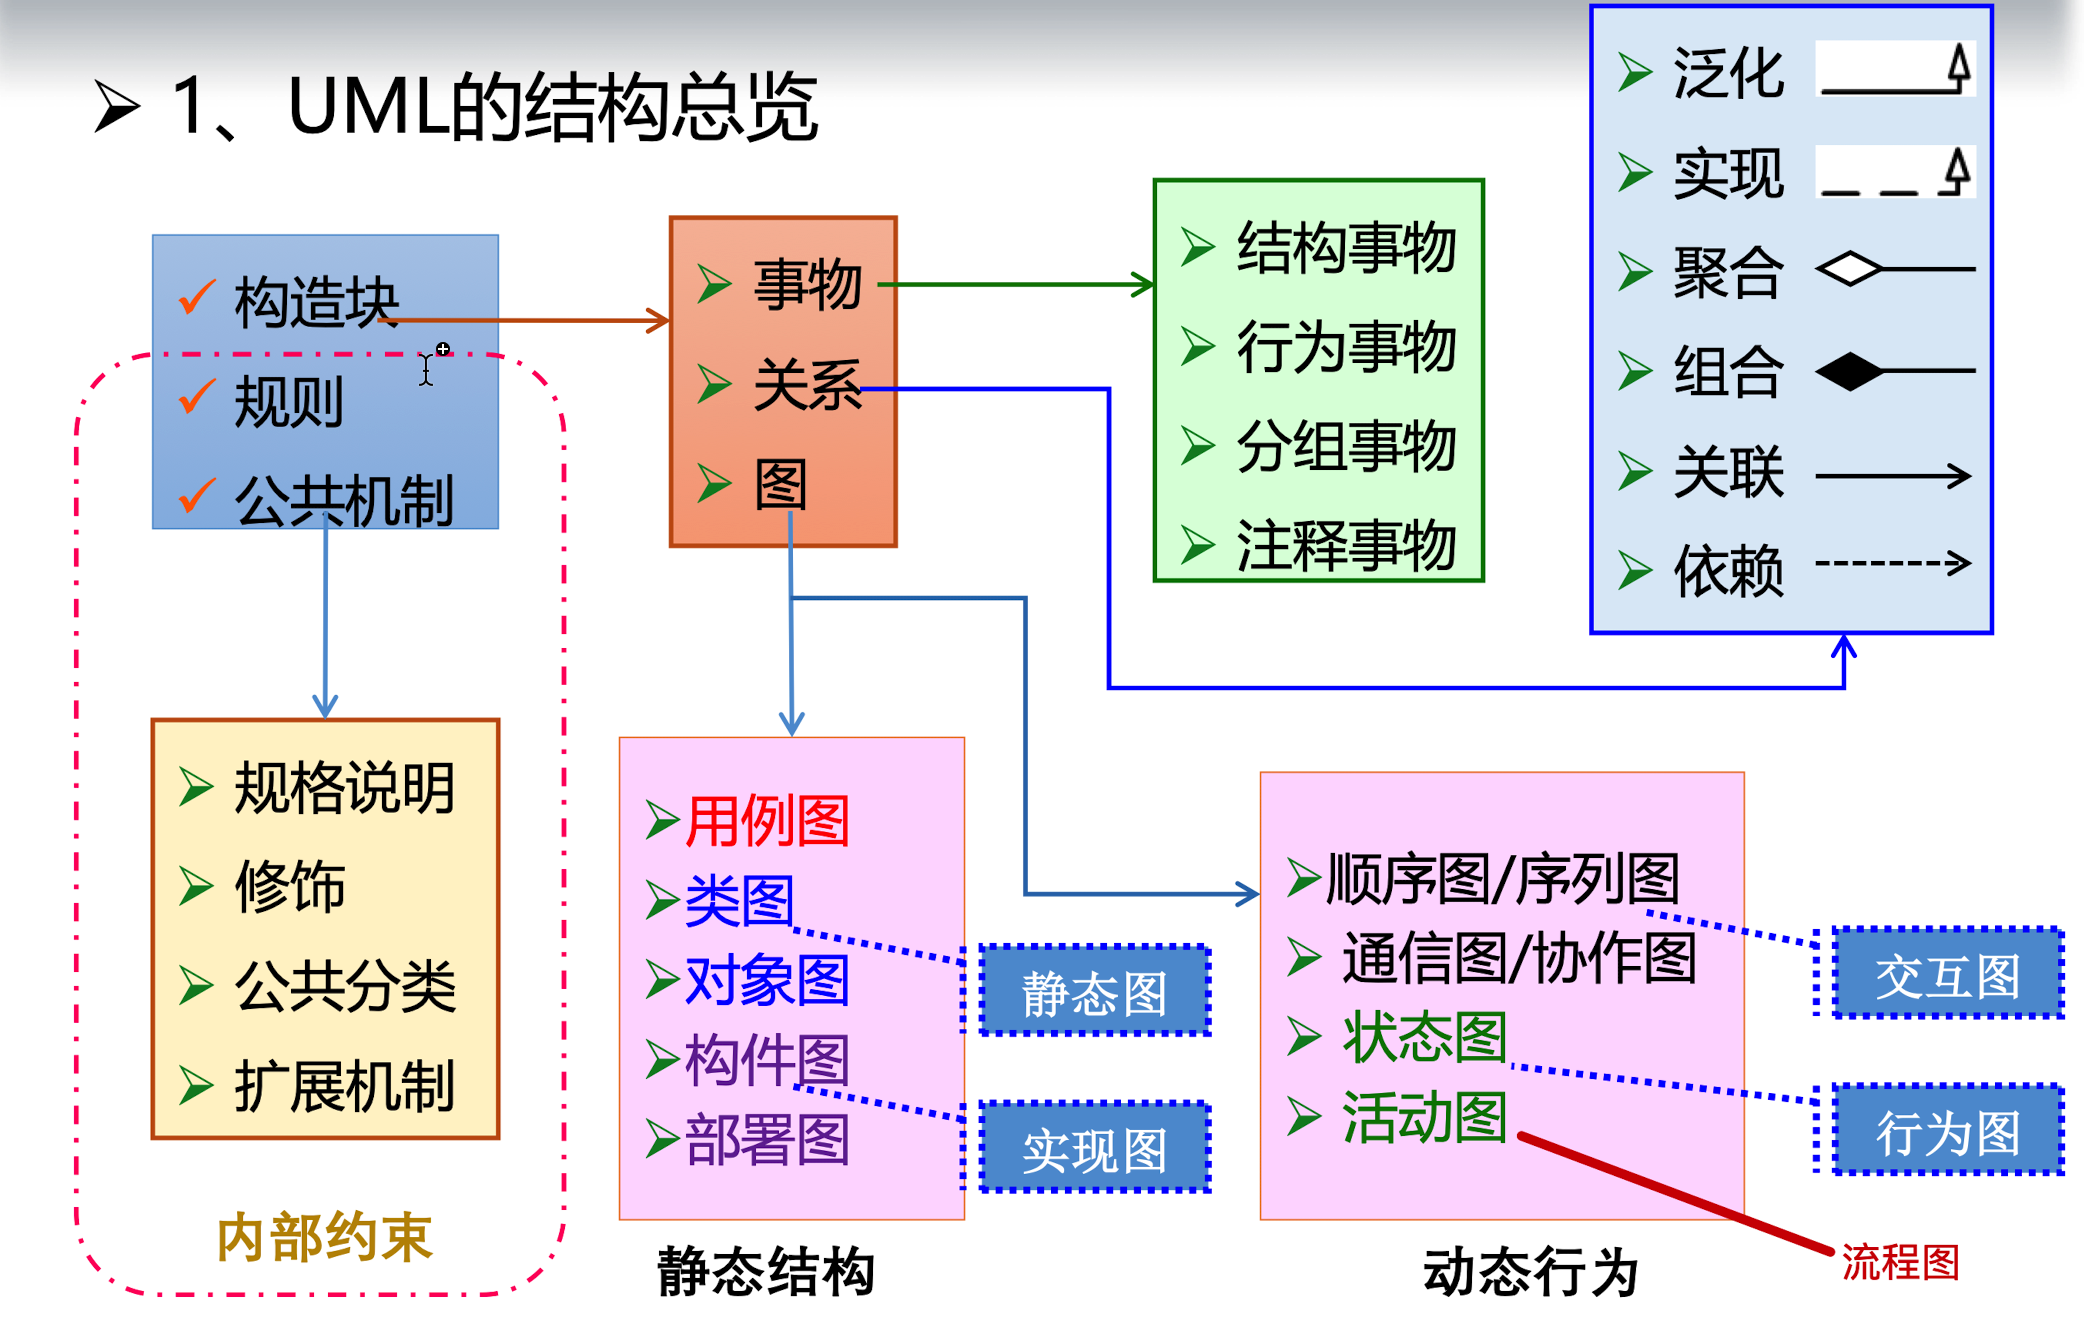 1、UML的结构总览
构造块
规则
公共机制
规格说明
修饰
公共分类
扩展机制
内部约束
事物
关系
图
结构事物
行为事物
分组事物
注释事物
泛化
实现
聚合
组合
关联
依赖
用例图
类图
对象图
构件图
部署图
静态图
实现图
静态结构
顺序图/序列图
通信图/协作图
状态图
活动图
交互图
行为图
动态行为
流程图